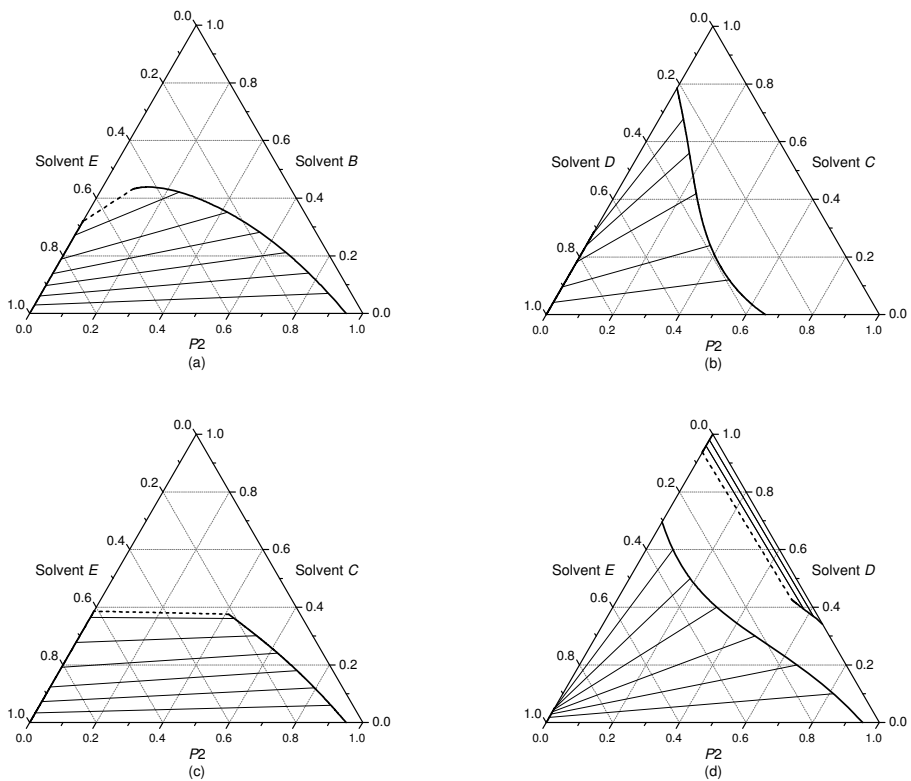 0.0 1.0 0.0 1.0
0.2 0.8 0.2 0.8
0.4 0.6 0.4 0.6
Solvent E Solvent B Solvent D Solvent C
0.6 0.4 0.6 0.4
0.8 0.2 0.8 0.2
1.0 0.0 1.0 0.0
0.0 0.2 0.4 0.6 0.8 1.0 0.0 0.2 0.4 0.6 0.8 1.0
P2 P2
(a) (b)
0.0 1.0 0.0 1.0
0.2 0.8 0.2 0.8
0.4 0.6 0.4 0.6
Solvent E Solvent C Solvent E Solvent D
0.6 0.4 0.6 0.4
0.8 0.2 0.8 0.2
1.0 0.0 1.0 0.0
0.0 0.2 0.4 0.6 0.8 1.0 0.0 0.2 0.4 0.6 0.8 1.0
P2 P2
(c) (d)